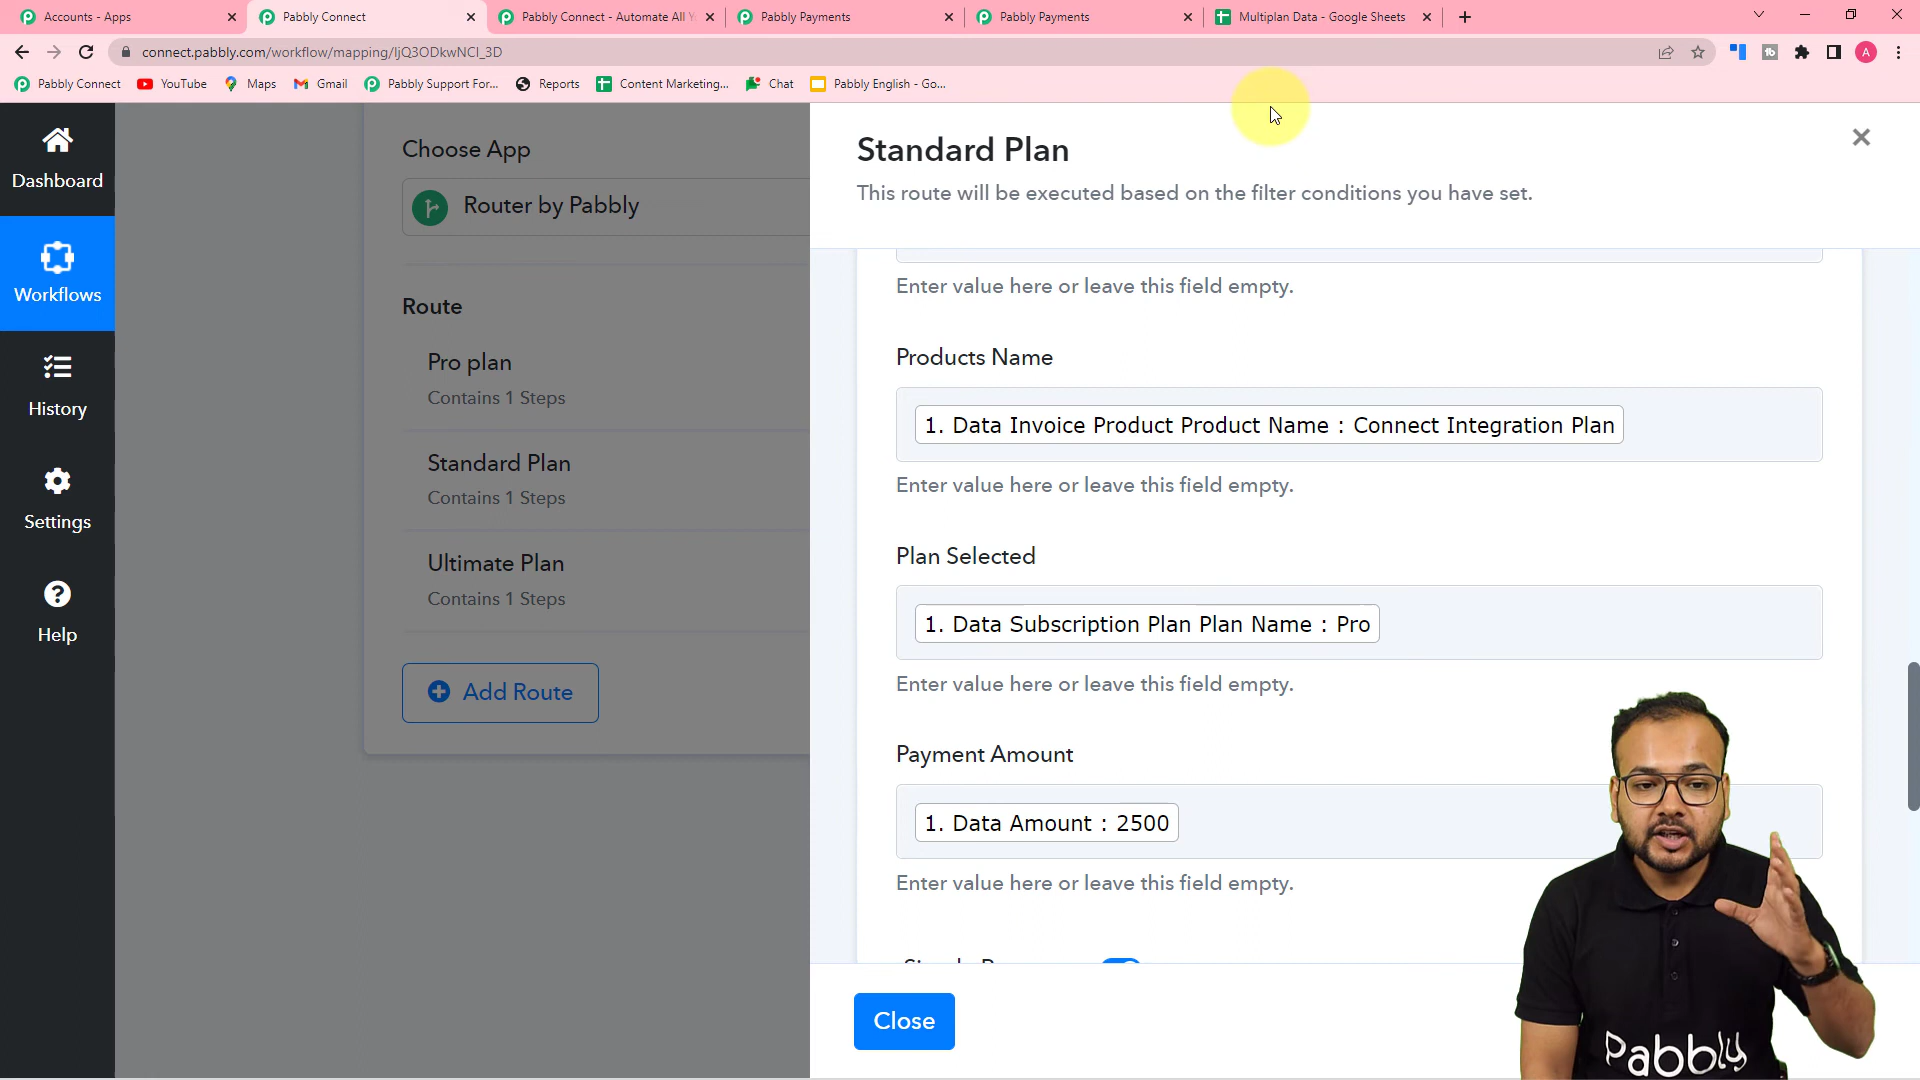 Accounts - Apps
Pabbly Connect
Pabbly Connect - Automate All Y
Pabbly Payments
Pabbly Payments
Multiplan Data - Google Sheets
connect.pabbly.com/workflow/mapping/IjQ3ODkwNCI_3D
A
Pabbly Connect
YouTube
Maps
Gmail
Pabbly Support For...
Reports
Content Marketing...
Chat
Pabbly English - Go...
Dashboard
Workflows
History
Settings
Help
Choose App
Router by Pabbly
Route
Pro plan
Contains 1 Steps
Standard Plan
Contains 1 Steps
Ultimate Plan
Contains 1 Steps
Add Route
Standard Plan
This route will be executed based on the filter conditions you have set.
Enter value here or leave this field empty.
Products Name
1. Data Invoice Product Product Name : Connect Integration Plan
Enter value here or leave this field empty.
Plan Selected
1. Data Subscription Plan Plan Name : Pro
Enter value here or leave this field empty.
Payment Amount
1. Data Amount : 2500
Enter value here or leave this field empty.
Close
Pabbly